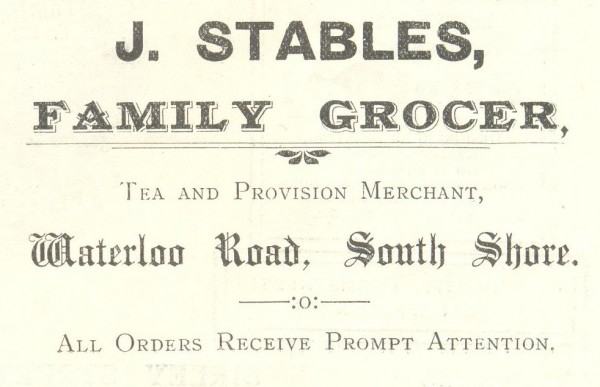 J. STABLES,
FAMILY GROCER,
TEA AND PROVISION MERCHANT,
Waterloo Road, South Shore.
:o:
ALL ORDERS RECEIVE PROMPT ATTENTION.